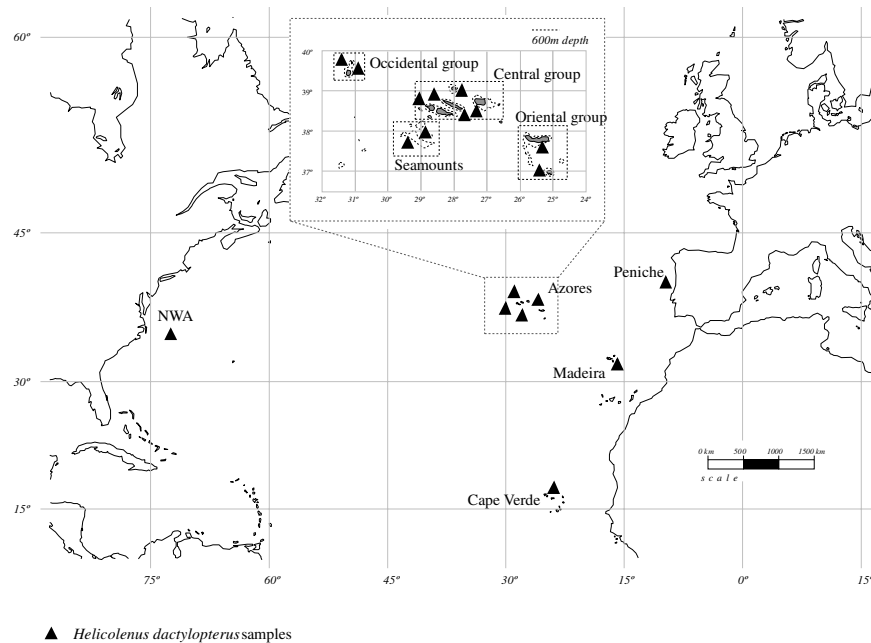 60º
45º
30º
15º
600m depth
40º
39º
38º
37º
Occidental group
Central group
Oriental group
Seamounts
32º 31º 30º 29º 28º 27º 26º 25º 24º
Peniche
Azores
NWA
Madeira
0 km 500 1000 1500 km
scale
Cape Verde
75º 60º 45º 30º 15º 0º 15º
Helicolenus dactylopterus samples